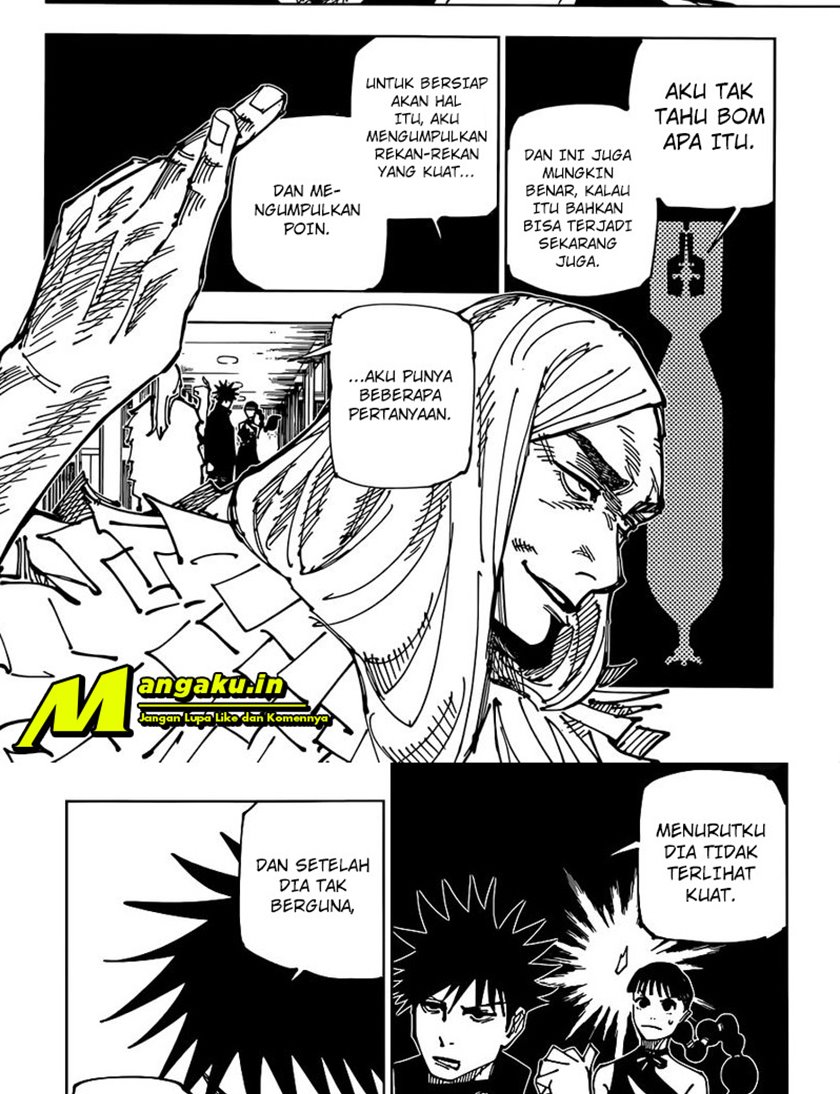 AKU TAK
TAHU BOM
APA ITU.
DAN INI JUGA
MUNGKIN
BENAR, KALAU
ITU BAHKAN
BISA TERJADI
SEKARANG
JUGA.
UNTUK BERSIAP
AKAN HAL
ITU, AKU
MENGUMPULKAN
REKAN-REKAN
YANG KUAT...
DAN ME-
NGUMPULKAN
POIN.
...AKU PUNYA
BEBERAPA
PERTANYAAN.
Mangaku.in
Jangan Lupa Like dan Komennya
MENURUTKU
DIA TIDAK
TERLIHAT
KUAT.
DAN SETELAH
DIA TAK
BERGUNA,